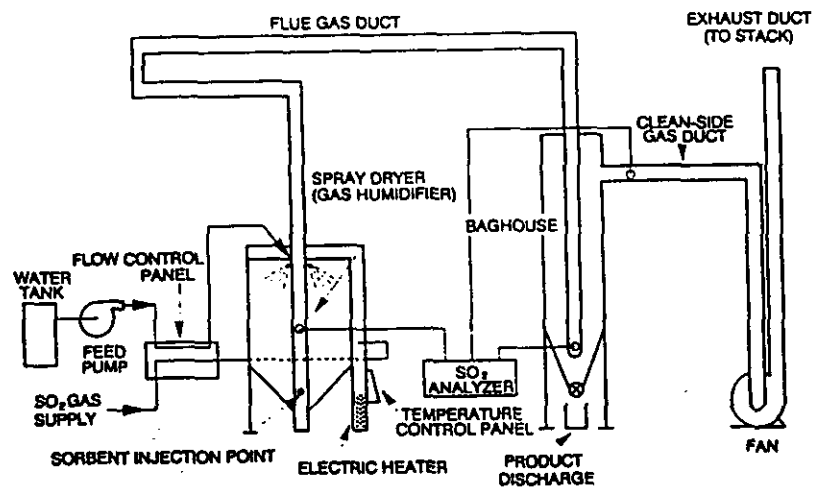 FLUE GAS DUCT
EXHAUST DUCT
(TO STACK)
CLEAN-SIDE
GAS DUCT
SPRAY DRYER
(GAS HUMIDIFIER)
BAGHOUSE
FLOW CONTROL
PANEL
WATER
TANK
FEED
PUMP
SO₂ GAS
SUPPLY
SO₂
ANALYZER
TEMPERATURE
CONTROL PANEL
SORBENT INJECTION POINT
ELECTRIC HEATER
PRODUCT
DISCHARGE
FAN